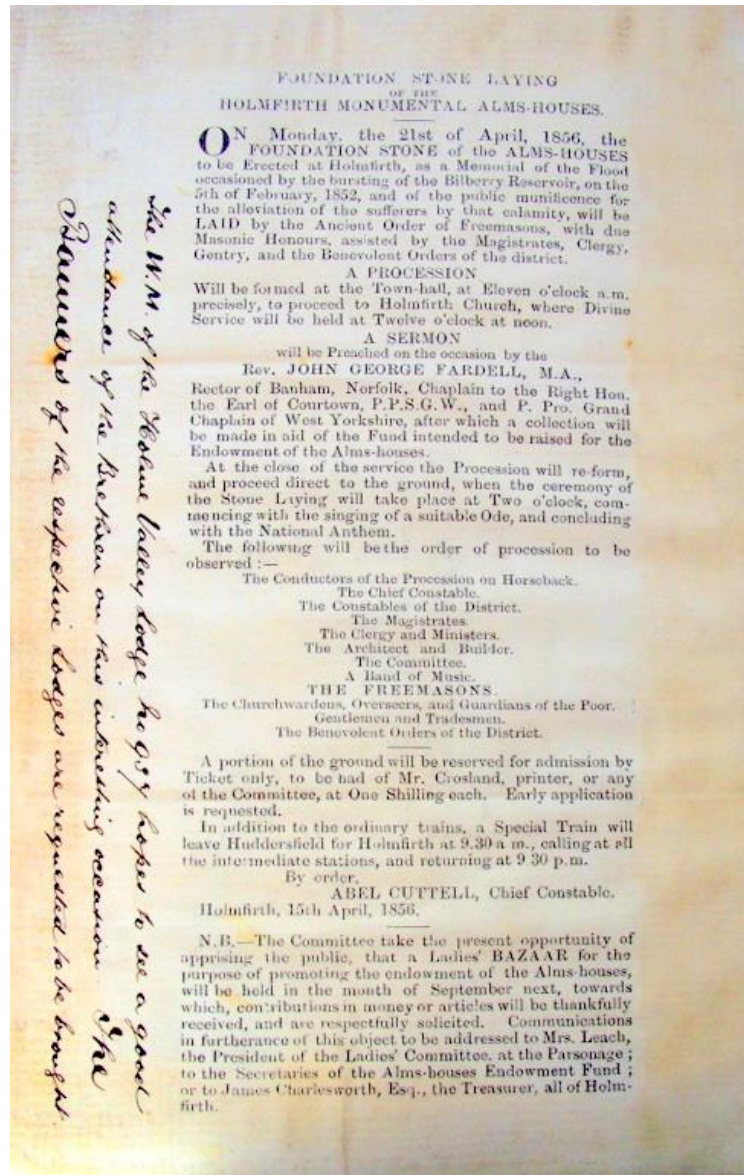 FOUNDATION STONE LAYING
OF THE
HOLMFIRTH MONUMENTAL ALMS-HOUSES.
ON Monday, the 21st of April, 1856, the
FOUNDATION STONE of the ALMS-HOUSES
to be Erected at Holmfirth, as a Memorial of the Flood
occasioned by the bursting of the Bilberry Reservoir, on the
5th of February, 1852, and of the public munificence for
the alleviation of the sufferers by that calamity, will be
LAID by the Ancient Order of Freemasons, with due
Masonic Honours, assisted by the Magistrates, Clergy,
Gentry, and the Benevolent Orders of the district.
A PROCESSION
Will be formed at the Town-hall, at Eleven o'clock a.m.
precisely, to proceed to Holmfirth Church, where Divine
Service will be held at Twelve o'clock at noon.
A SERMON
will be Preached on the occasion by the
Rev. JOHN GEORGE FARDELL, M.A.,
Rector of Banham, Norfolk, Chaplain to the Right Hon.
the Earl of Courtown, P.P.S.G.W., and P. Pro. Grand
Chaplain of West Yorkshire, after which a collection will
be made in aid of the Fund intended to be raised for the
Endowment of the Alms-houses.
At the close of the service the Procession will re-form,
and proceed direct to the ground, when the ceremony of
the Stone Laying will take place at Two o'clock, com-
mencing with the singing of a suitable Ode, and concluding
with the National Anthem.
The following will be the order of procession to be
observed :—
The Conductors of the Procession on Horseback.
The Chief Constable.
The Constables of the District.
The Magistrates.
The Clergy and Ministers.
The Architect and Builder.
The Committee.
A Band of Music.
THE FREEMASONS.
The Churchwardens, Overseers, and Guardians of the Poor.
Gentlemen and Tradesmen.
The Benevolent Orders of the District.
A portion of the ground will be reserved for admission by
Ticket only, to be had of Mr. Crosland, printer, or any
of the Committee, at One Shilling each. Early application
is requested.
In addition to the ordinary trains, a Special Train will
leave Huddersfield for Holmfirth at 9.30 a m., calling at all
the intermediate stations, and returning at 9 30 p.m.
By order,
ABEL CUTTELL, Chief Constable.
Holmfirth, 15th April, 1856.
N.B.—The Committee take the present opportunity of
apprising the public, that a Ladies' BAZAAR for the
purpose of promoting the endowment of the Alms-houses,
will be held in the month of September next, towards
which, contributions in money or articles will be thankfully
received, and are respectfully solicited. Communications
in furtherance of this object to be addressed to Mrs. Leach,
the President of the Ladies' Committee, at the Parsonage ;
to the Secretaries of the Alms-houses Endowment Fund ;
or to James Charlesworth, Esq., the Treasurer, all of Holm-
firth.
The W.M. of the Holme Valley Lodge No 937 hopes to see a good
attendance of the Brethren on this interesting occasion. The
Banners of the respective Lodges are requested to be brought.